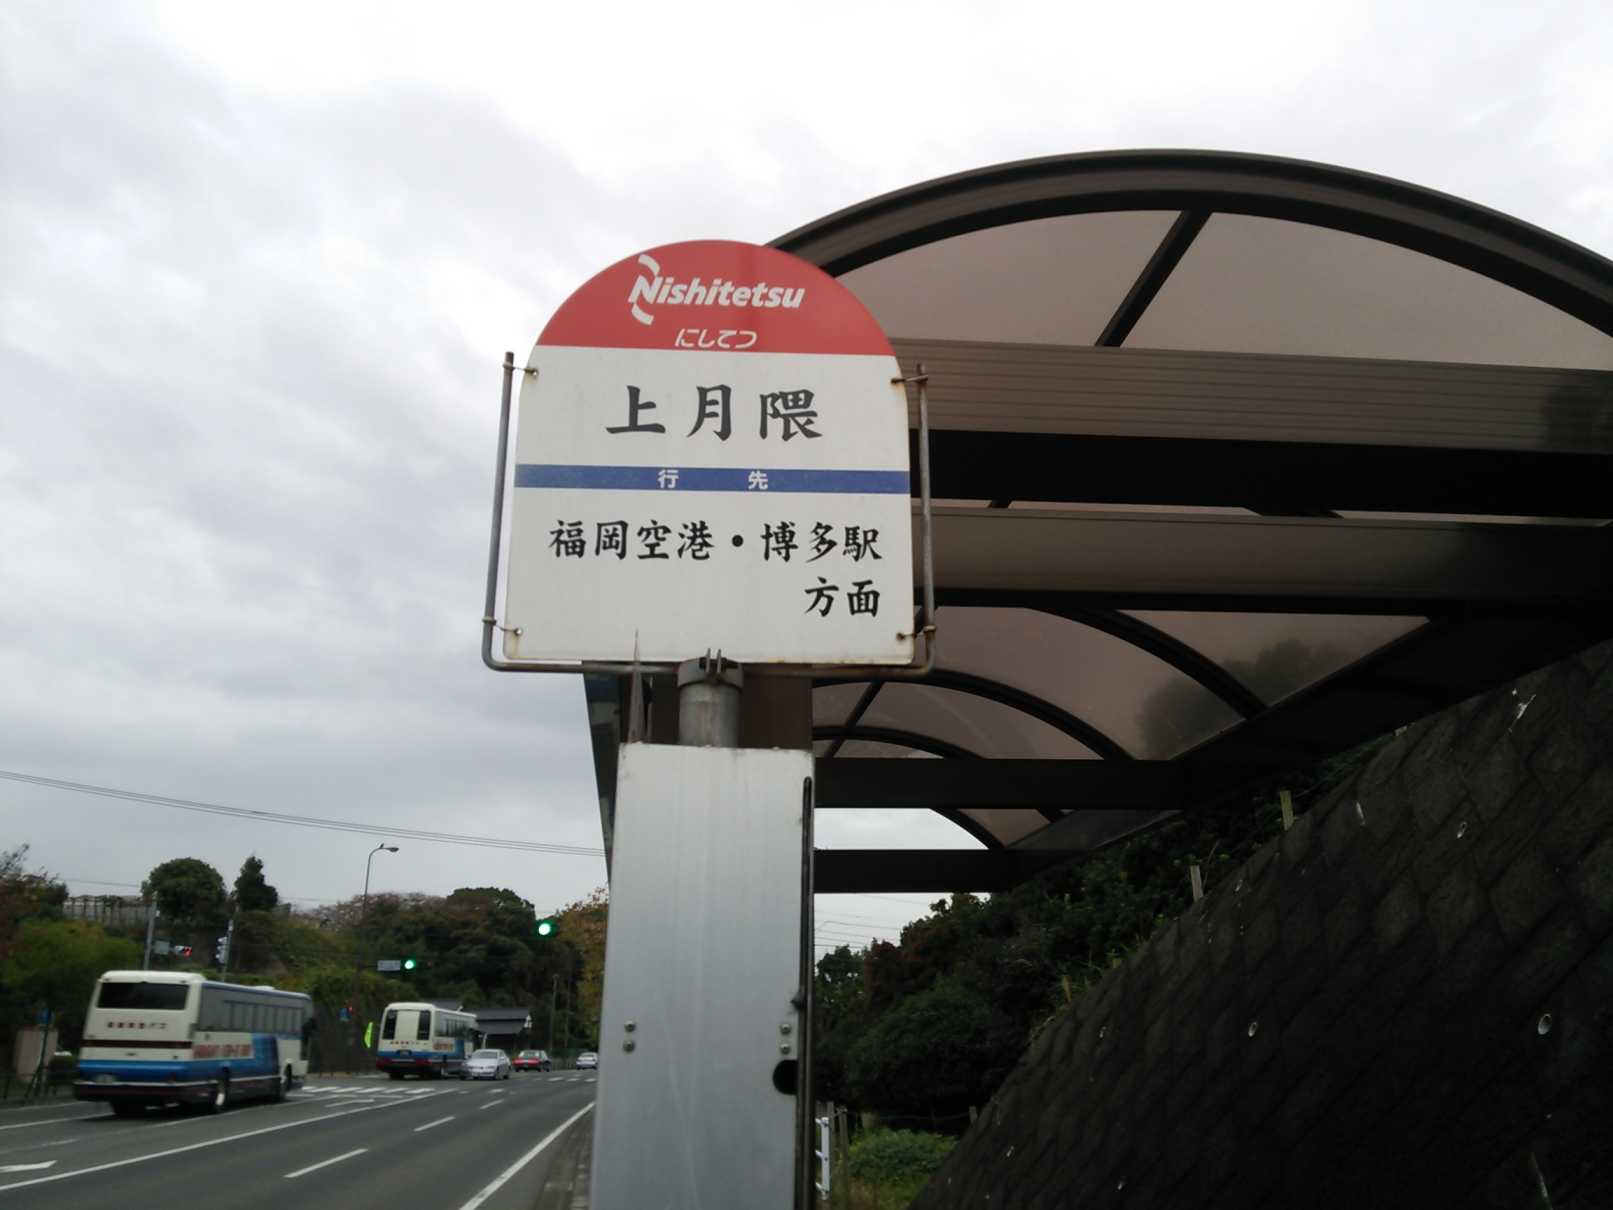 Nishitetsu
にしてつ
上月隈
行先
福岡空港・博多駅
方面